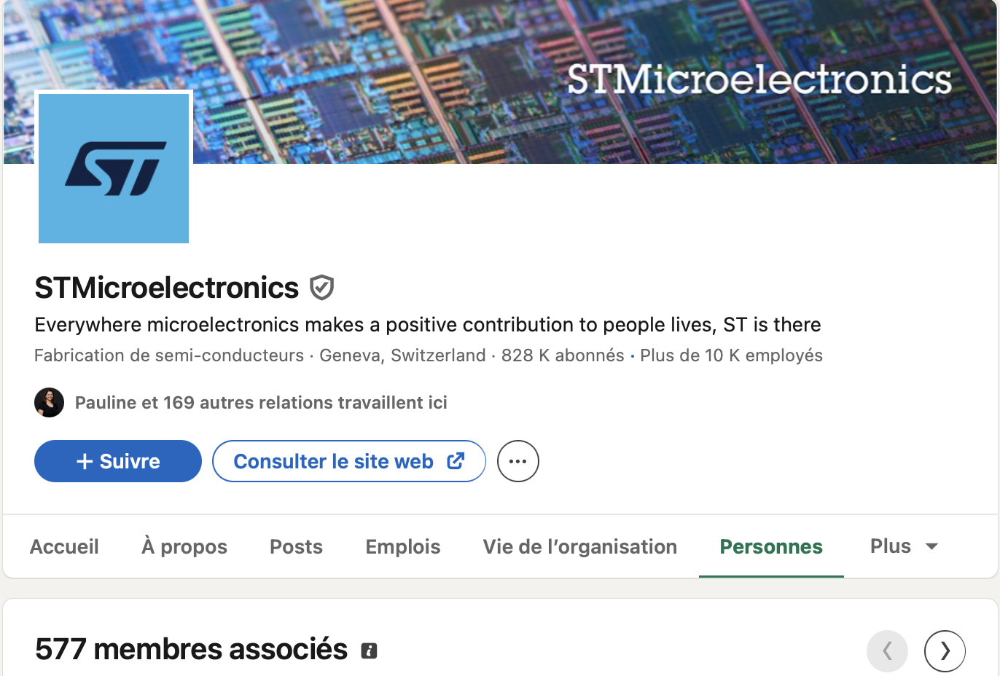 STMicroelectronics
ST
STMicroelectronics
Everywhere microelectronics makes a positive contribution to people lives, ST is there
Fabrication de semi-conducteurs · Geneva, Switzerland · 828 K abonnés · Plus de 10 K employés
Pauline et 169 autres relations travaillent ici
+ Suivre
Consulter le site web
Accueil À propos Posts Emplois Vie de l’organisation Personnes Plus
577 membres associés